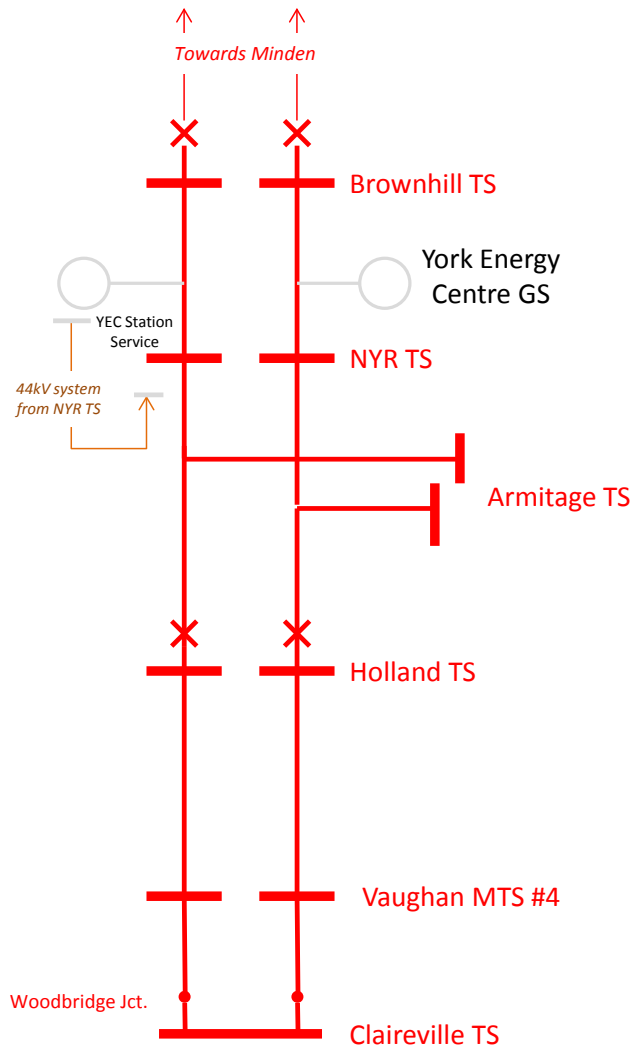 Towards Minden
Brownhill TS
York Energy
Centre GS
YEC Station
Service
NYR TS
44kV system
from NYR TS
Armitage TS
Holland TS
Vaughan MTS #4
Woodbridge Jct.
Claireville TS